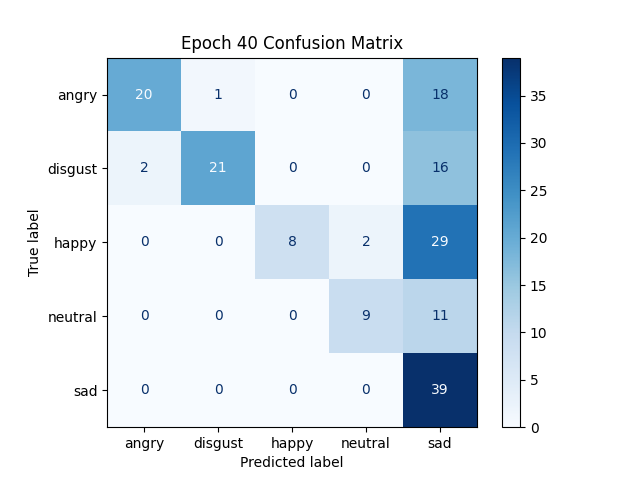 Epoch 40 Confusion Matrix
angry 20 1 0 0 18
disgust 2 21 0 0 16
happy 0 0 8 2 29
neutral 0 0 0 9 11
sad 0 0 0 0 39
angry disgust happy neutral sad
Predicted label
True label
35
30
25
20
15
10
5
0